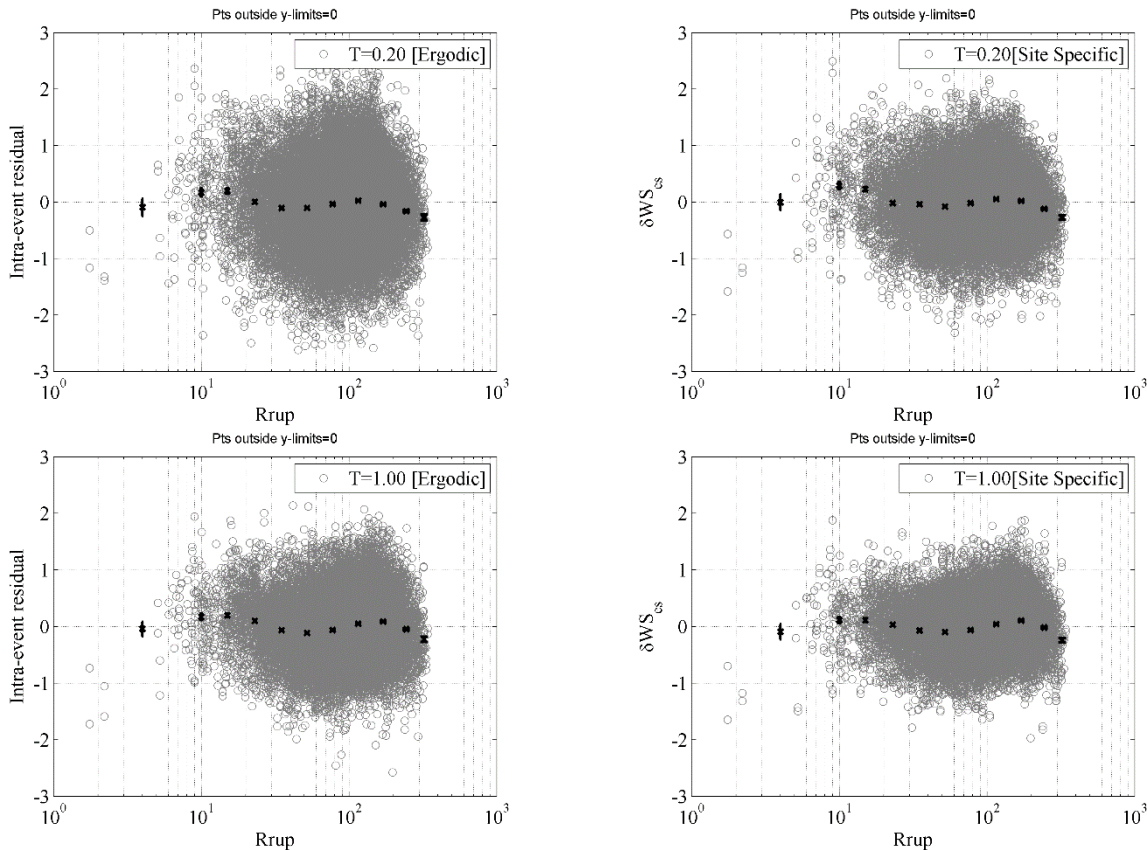 Pts outside y-limits=0
T=0.20 [Ergodic]
Intra-event residual
3
2
1
0
-1
-2
-3
10^0
10^1
10^2
10^3
Rrup
Pts outside y-limits=0
T=0.20[Site Specific]
δWS_es
3
2
1
0
-1
-2
-3
10^0
10^1
10^2
10^3
Rrup
Pts outside y-limits=0
T=1.00 [Ergodic]
Intra-event residual
3
2
1
0
-1
-2
-3
10^0
10^1
10^2
10^3
Rrup
Pts outside y-limits=0
T=1.00[Site Specific]
δWS_es
3
2
1
0
-1
-2
-3
10^0
10^1
10^2
10^3
Rrup